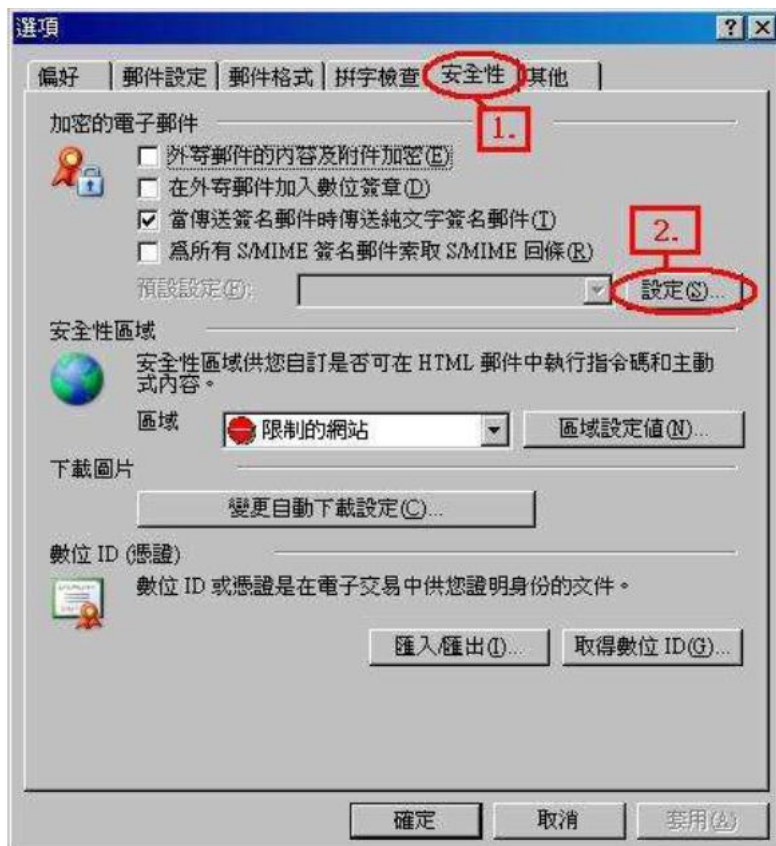 選項
偏好 郵件設定 郵件格式 拼字檢查 安全性 其他
1.
加密的電子郵件
外寄郵件的內容及附件加密(E)
在外寄郵件加入數位簽章(D)
當傳送簽名郵件時傳送純文字簽名郵件(T)
為所有 S/MIME 簽名郵件索取 S/MIME 回條(R)
2.
預設設定(F): 設定(S)...
安全性區域
安全性區域供您自訂是否可在 HTML 郵件中執行指令碼和主動
式內容。
區域 限制的網站 區域設定值(N)...
下載圖片
變更自動下載設定(C)...
數位 ID (憑證)
數位 ID 或憑證是在電子交易中供您證明身份的文件。
匯入/匯出(I)... 取得數位 ID(G)...
確定 取消 套用(A)